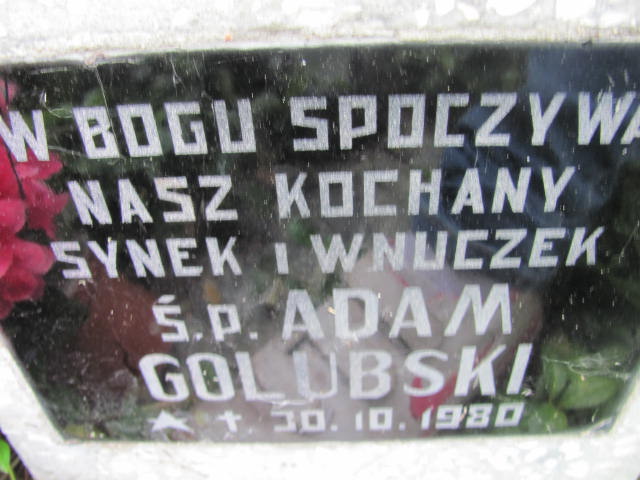 W BOGU SPOCZYWA
NASZ KOCHANY
SYNEK I WNUCZEK
Ś.P. ADAM
GOLUBSKI
★ † 30.10.1980